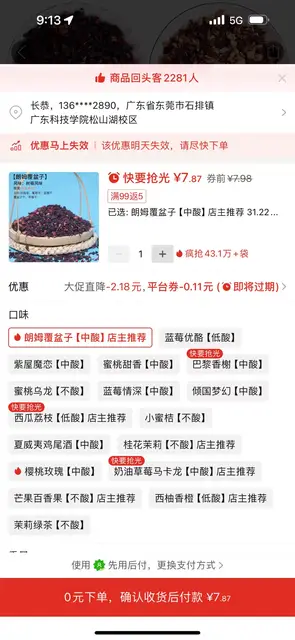 9:13
5G
商品回头客2281人
长恭，136****2890，广东省东莞市石排镇
广东科技学院松山湖校区
优惠马上失效 | 该优惠明天失效，请尽快下单
【朗姆覆盆子】
快要抢光 ¥7.87 券前¥7.98
满99返5
已选: 朗姆覆盆子【中酸】店主推荐 31.22...
1
疯抢43.1万+袋
优惠
大促直降-2.18元, 平台券-0.11元 (即将过期)
口味
朗姆覆盆子【中酸】店主推荐
蓝莓优酪【低酸】
紫屋魔恋【中酸】
蜜桃甜香【中酸】
快要抢光
巴黎香榭【中酸】
蜜桃乌龙【不酸】
蓝莓情深【中酸】
倾国梦幻【中酸】
快要抢光
西瓜荔枝【低酸】店主推荐
小蜜桔【不酸】
夏威夷鸡尾酒【中酸】
桂花茉莉【不酸】店主推荐
樱桃玫瑰【中酸】
快要抢光
奶油草莓马卡龙【中酸】店主推荐
芒果百香果【不酸】店主推荐
西柚香橙【低酸】店主推荐
茉莉绿茶【不酸】
使用 先用后付，更换支付方式
0元下单，确认收货后付款 ¥7.87